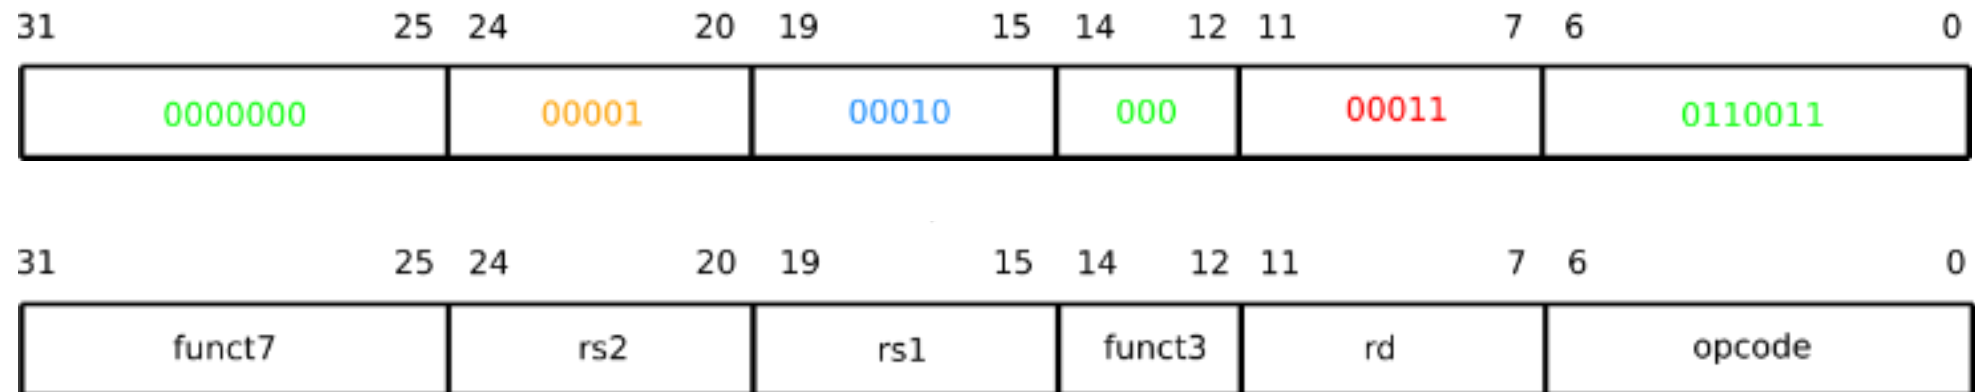 31 25 24 20 19 15 14 12 11 7 6 0
0000000 00001 00010 000 00011 0110011
31 25 24 20 19 15 14 12 11 7 6 0
funct7 rs2 rs1 funct3 rd opcode